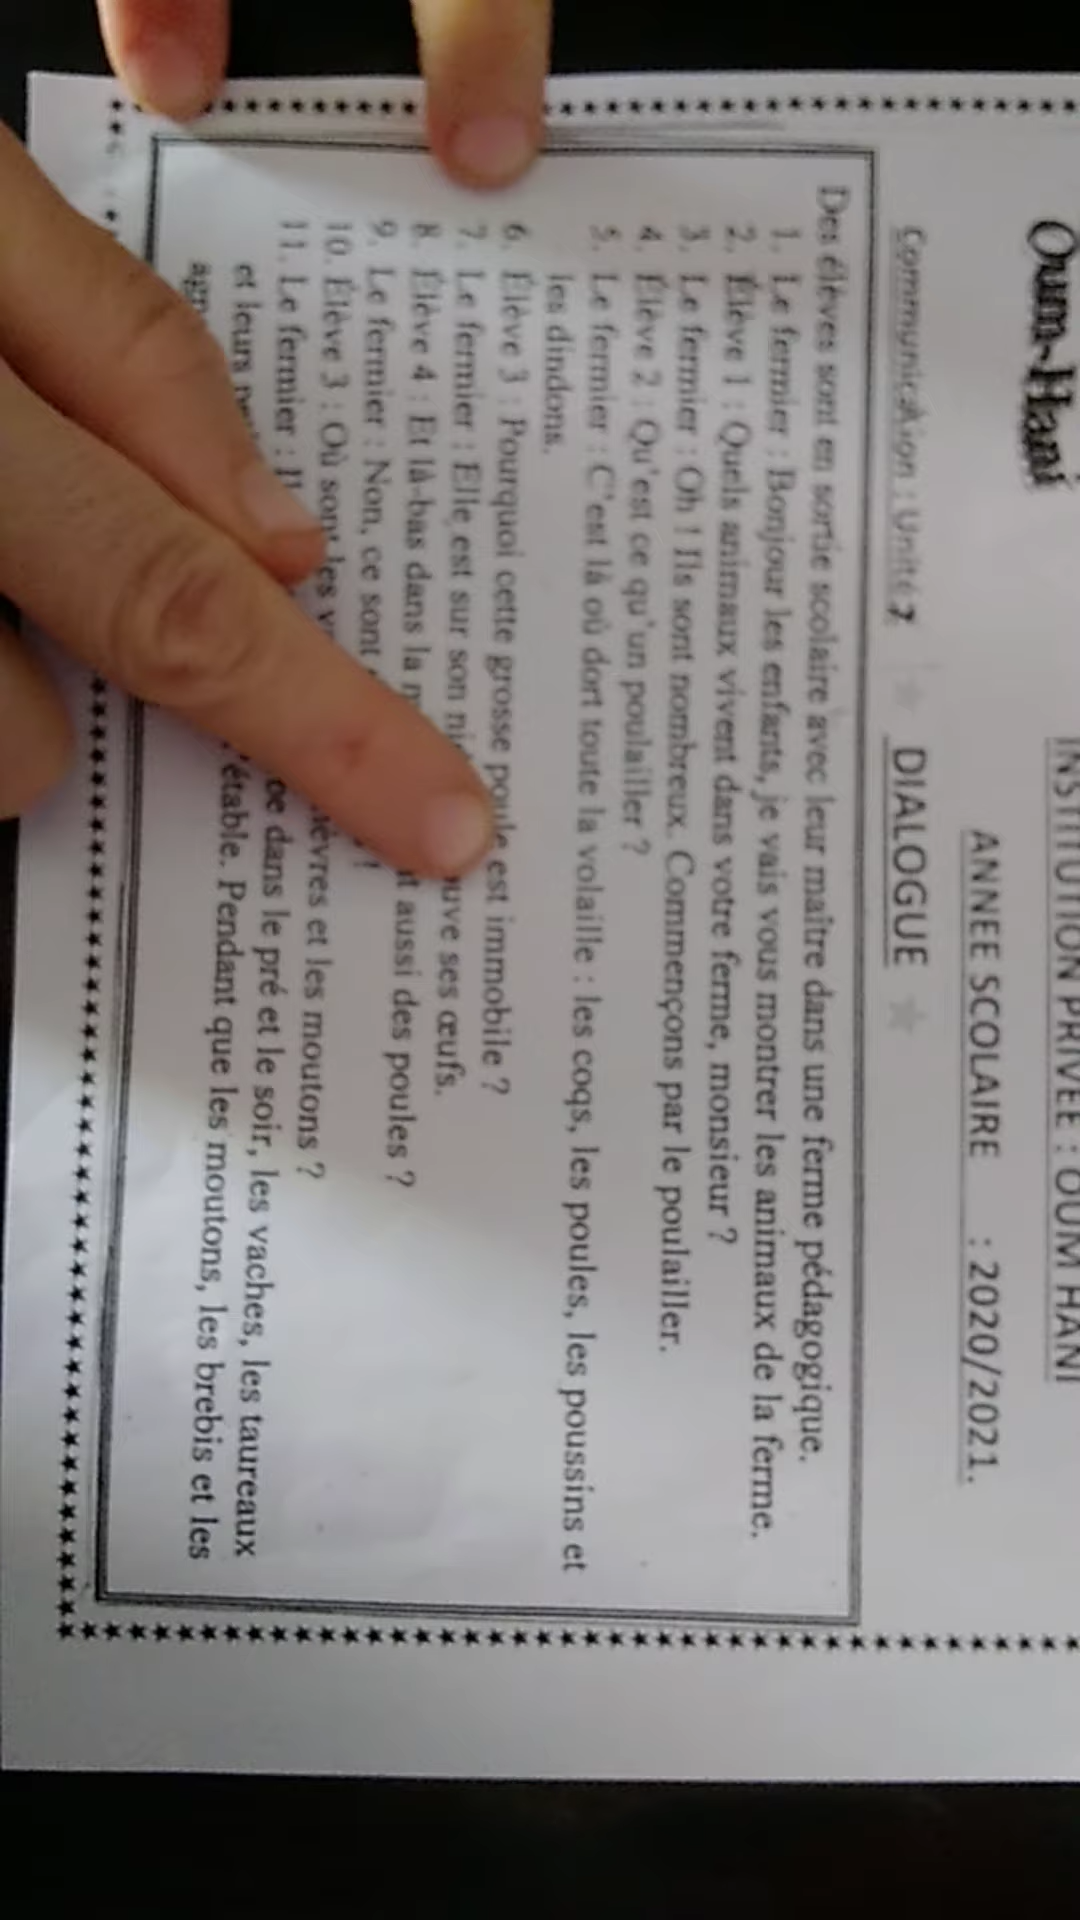 Oum-Hani
INSTITUTION PRIVEE : OUM HANI
ANNEE SCOLAIRE : 2020/2021.
Communication : Unité 7 DIALOGUE
Des élèves sont en sortie scolaire avec leur maître dans une ferme pédagogique.
1. Le fermier : Bonjour les enfants, je vais vous montrer les animaux de la ferme.
2. Élève 1 : Quels animaux vivent dans votre ferme, monsieur ?
3. Le fermier : Oh ! Ils sont nombreux. Commençons par le poulailler.
4. Élève 2 : Qu'est ce qu'un poulailler ?
5. Le fermier : C'est là où dort toute la volaille : les coqs, les poules, les poussins et
les dindons.
6. Élève 3 : Pourquoi cette grosse poule est immobile ?
7. Le fermier : Elle est sur son ses œufs.
8. Élève 4 : Et là-bas dans la aussi des poules ?
9. Le fermier : Non, ce sont !
10. Élève 3 : Où sont les et les moutons ?
11. Le fermier : dans le pré et le soir, les vaches, les taureaux
et leurs l'étable. Pendant que les moutons, les brebis et les